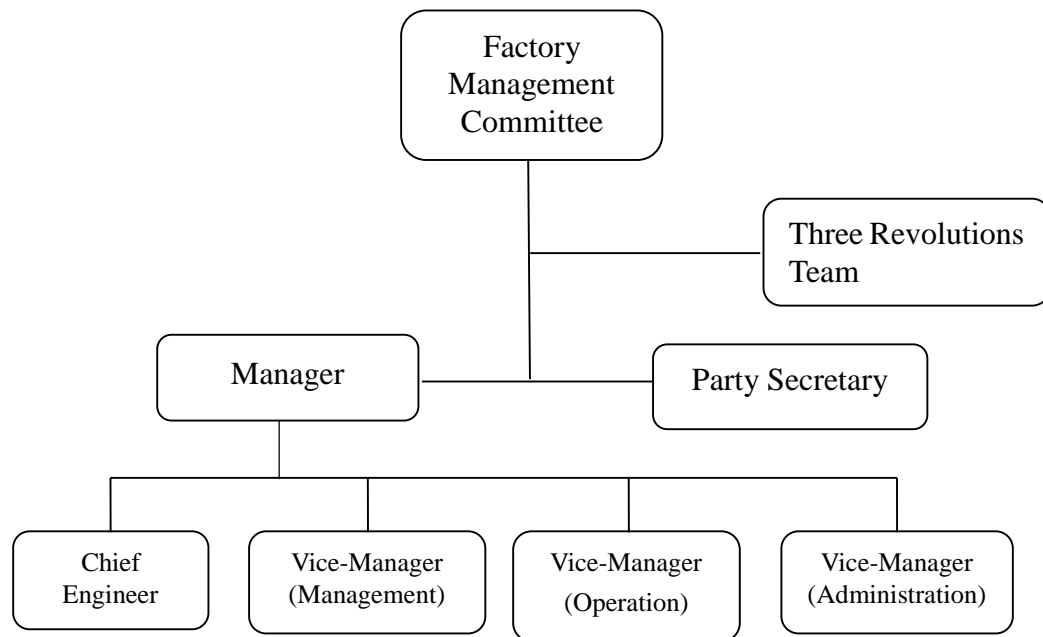 Factory
Management
Committee
Three Revolutions
Team
Manager
Party Secretary
Chief
Engineer
Vice-Manager
(Management)
Vice-Manager
(Operation)
Vice-Manager
(Administration)